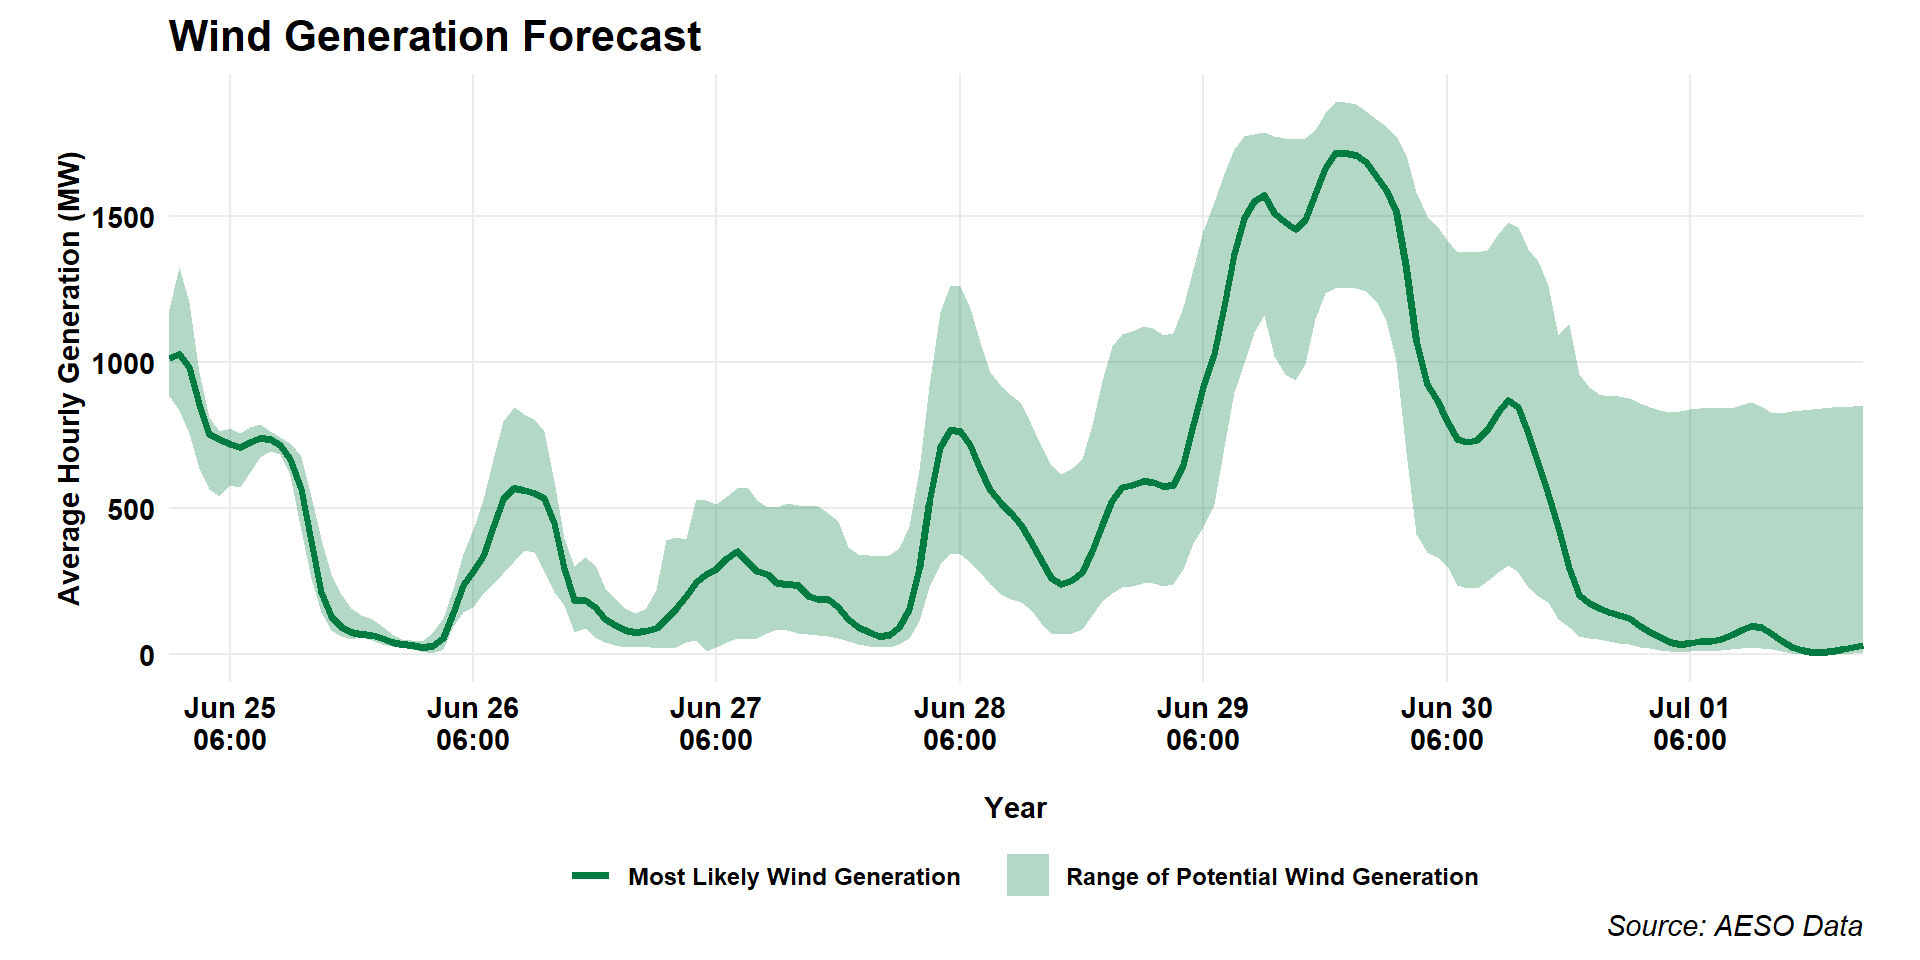 Wind Generation Forecast
Average Hourly Generation (MW)
1500
1000
500
0
Jun 25 06:00
Jun 26 06:00
Jun 27 06:00
Jun 28 06:00
Jun 29 06:00
Jun 30 06:00
Jul 01 06:00
Year
Most Likely Wind Generation
Range of Potential Wind Generation
Source: AESO Data